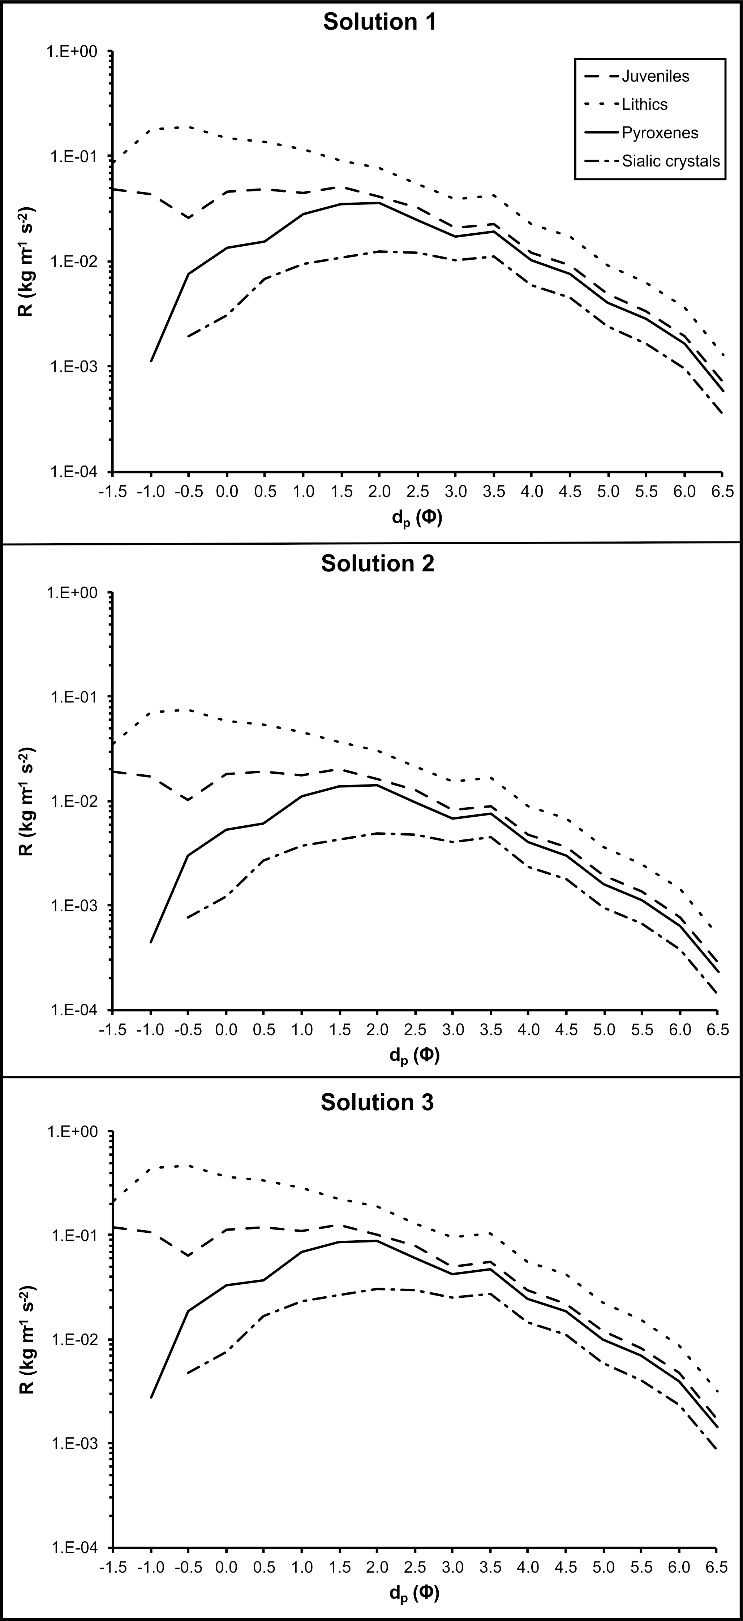 Solution 1
1.E+00
1.E-01
1.E-02
1.E-03
1.E-04
R (kg m-1 s-2)
Juveniles
Lithics
Pyroxenes
Sialic crystals
-1.5 -1.0 -0.5 0.0 0.5 1.0 1.5 2.0 2.5 3.0 3.5 4.0 4.5 5.0 5.5 6.0 6.5
dp (Φ)
Solution 2
1.E+00
1.E-01
1.E-02
1.E-03
1.E-04
R (kg m-1 s-2)
-1.5 -1.0 -0.5 0.0 0.5 1.0 1.5 2.0 2.5 3.0 3.5 4.0 4.5 5.0 5.5 6.0 6.5
dp (Φ)
Solution 3
1.E+00
1.E-01
1.E-02
1.E-03
1.E-04
R (kg m-1 s-2)
-1.5 -1.0 -0.5 0.0 0.5 1.0 1.5 2.0 2.5 3.0 3.5 4.0 4.5 5.0 5.5 6.0 6.5
dp (Φ)